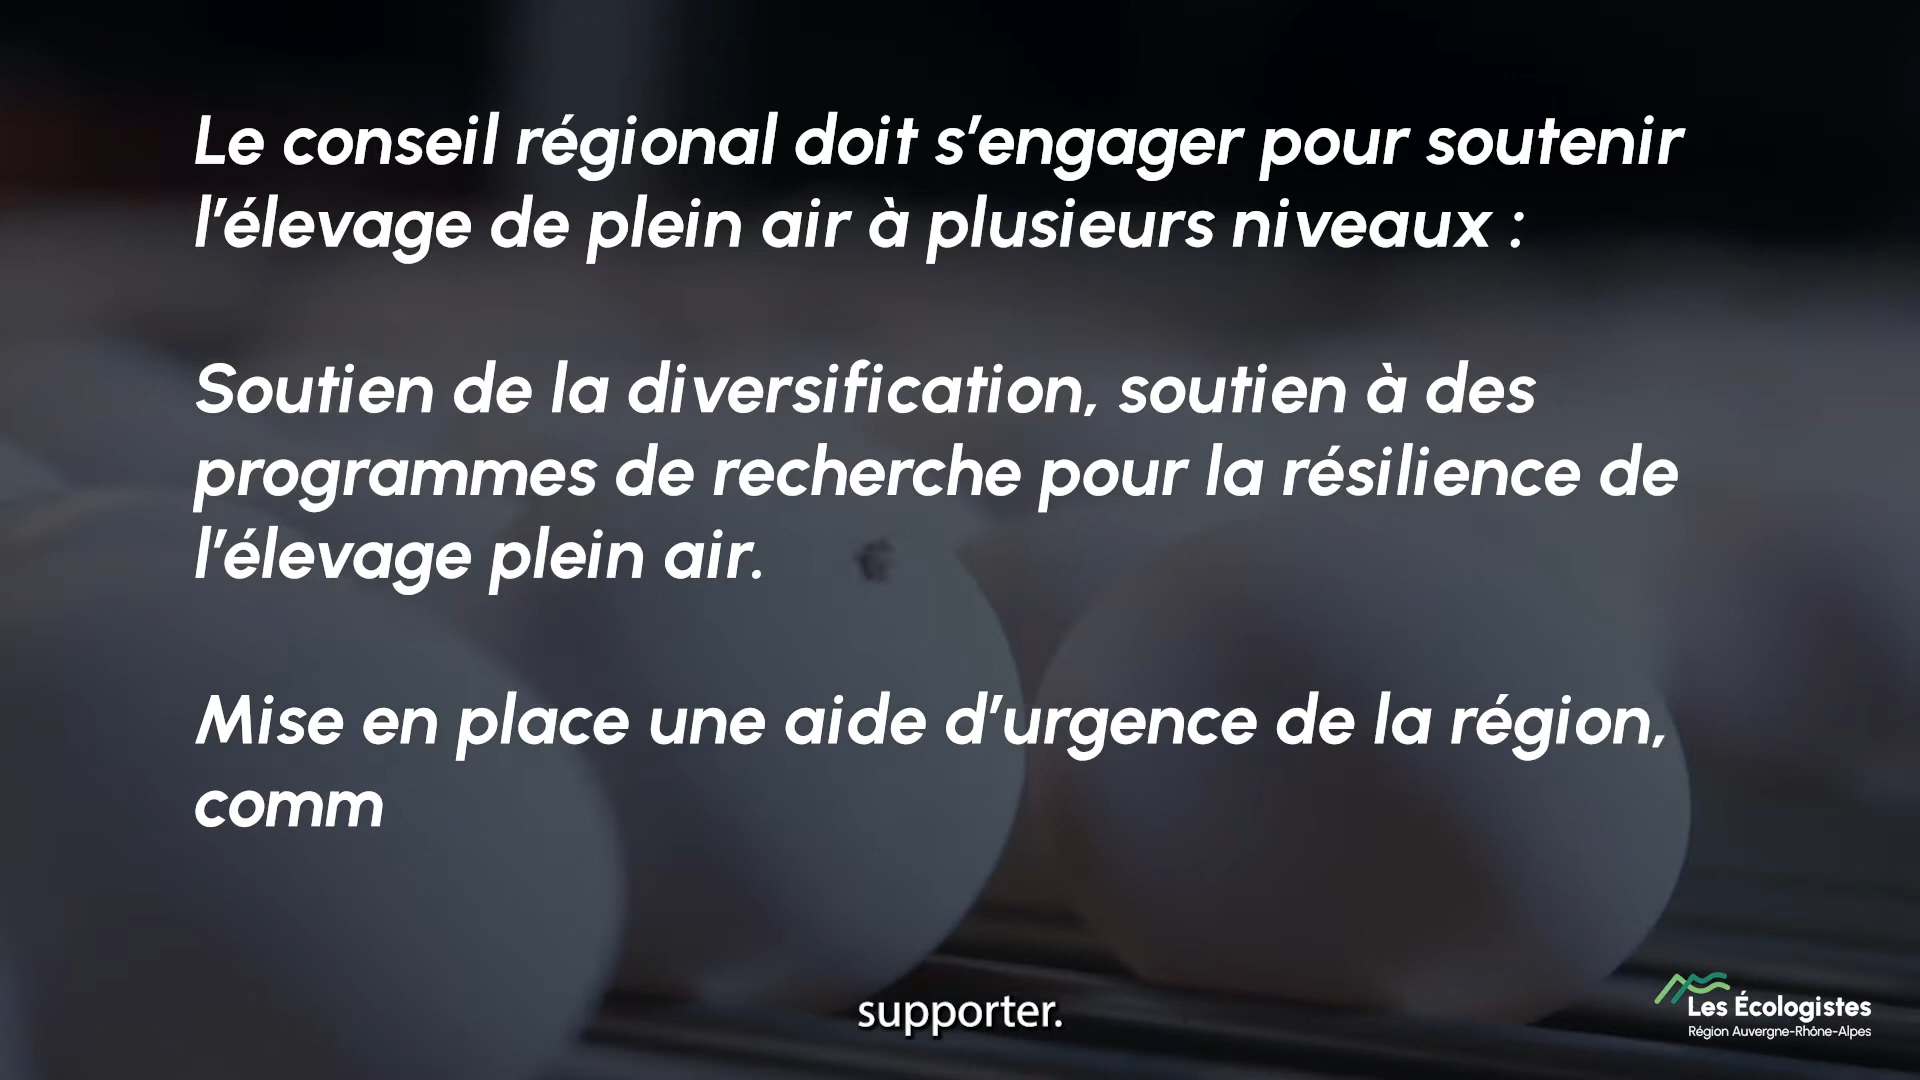 Le conseil régional doit s’engager pour soutenir
l’élevage de plein air à plusieurs niveaux :
Soutien de la diversification, soutien à des
programmes de recherche pour la résilience de
l’élevage plein air.
Mise en place une aide d’urgence de la région,
comm
supporter.
Les Écologistes
Région Auvergne-Rhône-Alpes